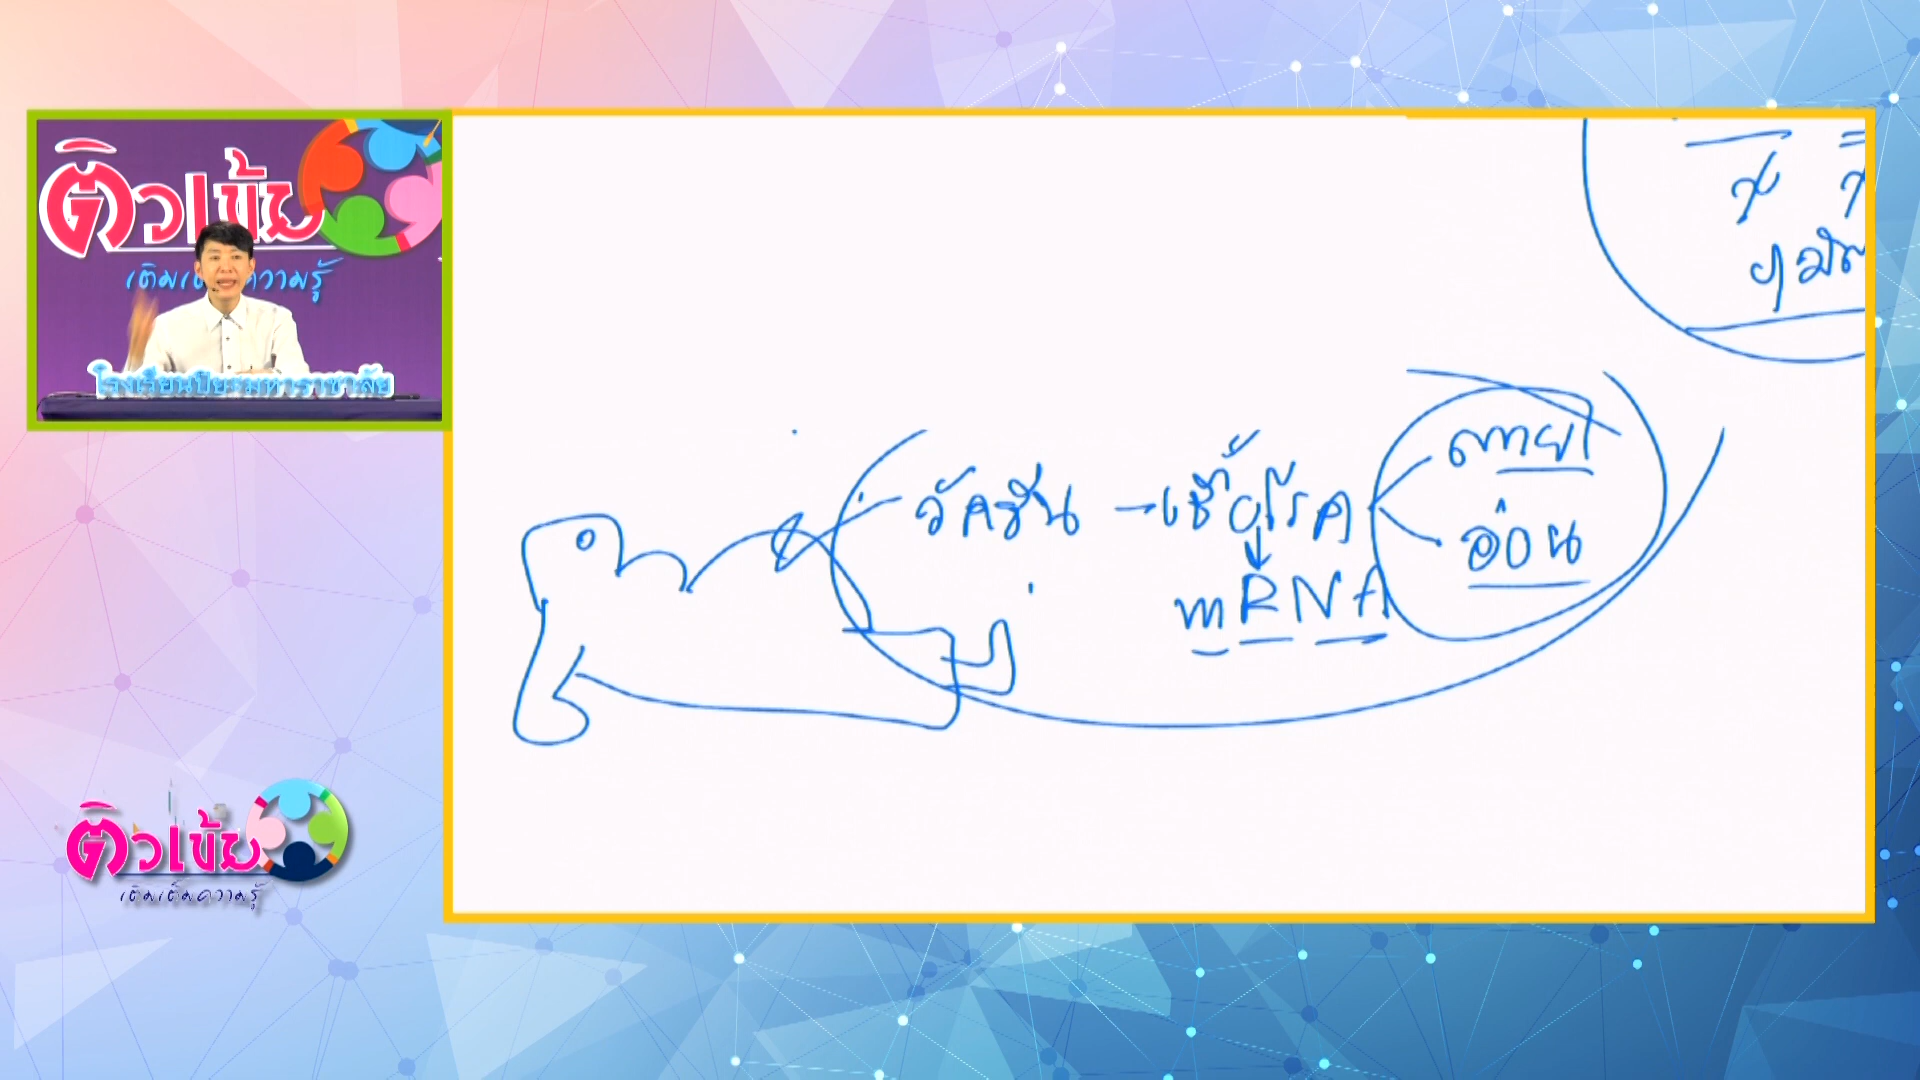 ติวเข้ม
เติมเต็มความรู้
โรงเรียนปิยะมหาราชาลัย
วัคซีน → เชื้อโรค
ตาย
อ่อน
mRNA
ติวเข้ม
เติมเต็มความรู้